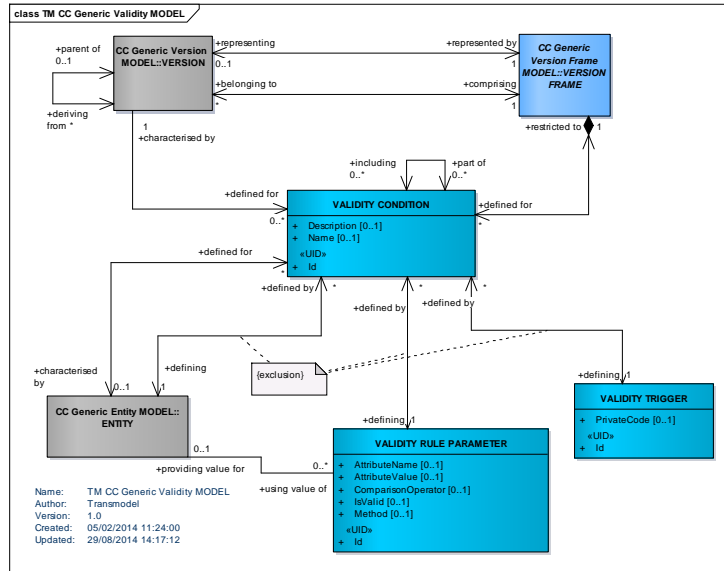 class TM CC Generic Validity MODEL
+parent of
0..1
CC Generic Version
MODEL::VERSION
+representing
0..1
+represented by
1
CC Generic
Version Frame
MODEL::VERSION
FRAME
+belonging to
*
+comprising
1
+deriving
from *
1
+characterised by
+restricted to
1
+including
0..*
+part of
0..*
+defined for
0..*
VALIDITY CONDITION
+ Description [0..1]
+ Name [0..1]
«UID»
+ Id
+defined for
*
+defined for
*
+defined by
*
+defined by
*
+defined by
*
+characterised
by
0..1
+defining
1
{exclusion}
+defining
1
+defining
1
CC Generic Entity MODEL::
ENTITY
VALIDITY TRIGGER
+ PrivateCode [0..1]
«UID»
+ Id
0..1
+providing value for
0..*
+using value of
VALIDITY RULE PARAMETER
+ AttributeName [0..1]
+ AttributeValue [0..1]
+ ComparisonOperator [0..1]
+ IsValid [0..1]
+ Method [0..1]
«UID»
+ Id
Name: TM CC Generic Validity MODEL
Author: Transmodel
Version: 1.0
Created: 05/02/2014 11:24:00
Updated: 29/08/2014 14:17:12